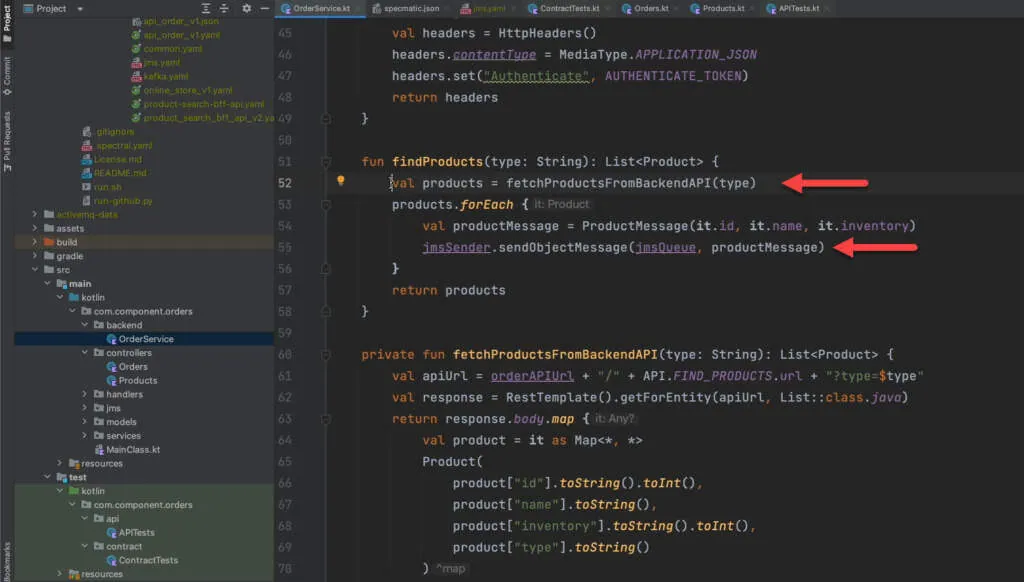 Project
OrderService.kt
specmatic.json
jms.yaml
ContractTests.kt
Orders.kt
Products.kt
APITests.kt
Project
Commit
Pull Requests
Bookmarks
api_order_v1.json
api_order_v1.yaml
common.yaml
jms.yaml
kafka.yaml
online_store_v1.yaml
product-search-bff-api.yaml
product_search_bff_api_v2.ya
.gitignore
.spectral.yaml
License.md
README.md
run.sh
run-github.py
activemq-data
assets
build
gradle
src
main
kotlin
com.component.orders
backend
OrderService
controllers
Orders
Products
handlers
jms
models
services
MainClass.kt
resources
test
kotlin
com.component.orders
api
APITests
contract
ContractTests
resources
45 val headers = HttpHeaders()
46 headers.contentType = MediaType.APPLICATION_JSON
47 headers.set("Authenticate", AUTHENTICATE_TOKEN)
48 return headers
49 }
50
51 fun findProducts(type: String): List<Product> {
52 val products = fetchProductsFromBackendAPI(type)
53 products.forEach { it: Product
54 val productMessage = ProductMessage(it.id, it.name, it.inventory)
55 jmsSender.sendObjectMessage(jmsQueue, productMessage)
56 }
57 return products
58 }
59
60 private fun fetchProductsFromBackendAPI(type: String): List<Product> {
61 val apiUrl = orderAPIUrl + "/" + API.FIND_PRODUCTS.url + "?type=$type"
62 val response = RestTemplate().getForEntity(apiUrl, List::class.java)
63 return response.body.map { it: Any?
64 val product = it as Map<*, *>
65 Product(
66 product["id"].toString().toInt(),
67 product["name"].toString(),
68 product["inventory"].toString().toInt(),
69 product["type"].toString()
70 ) ^map